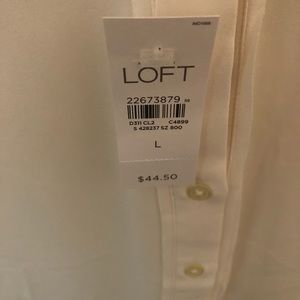 LOFT
22673879
D311 CL2 C4899
S 428237 SZ 800
L
$44.50